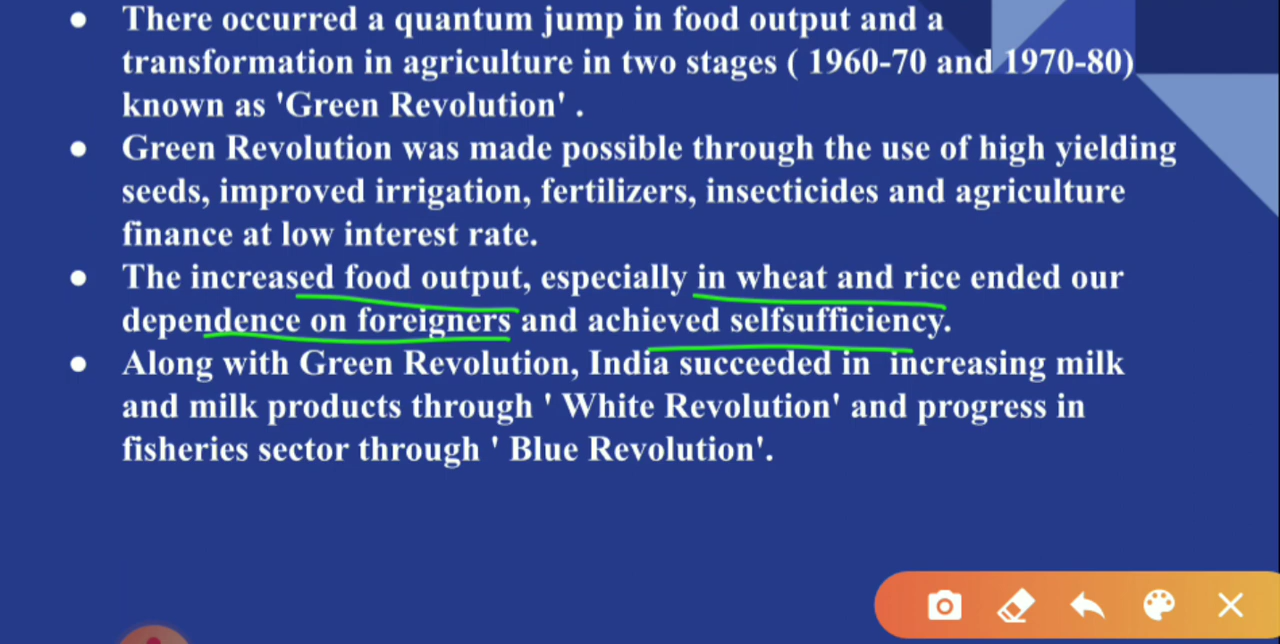 • There occurred a quantum jump in food output and a
transformation in agriculture in two stages ( 1960-70 and 1970-80)
known as 'Green Revolution' .
• Green Revolution was made possible through the use of high yielding
seeds, improved irrigation, fertilizers, insecticides and agriculture
finance at low interest rate.
• The increased food output, especially in wheat and rice ended our
dependence on foreigners and achieved selfsufficiency.
• Along with Green Revolution, India succeeded in increasing milk
and milk products through ' White Revolution' and progress in
fisheries sector through ' Blue Revolution'.